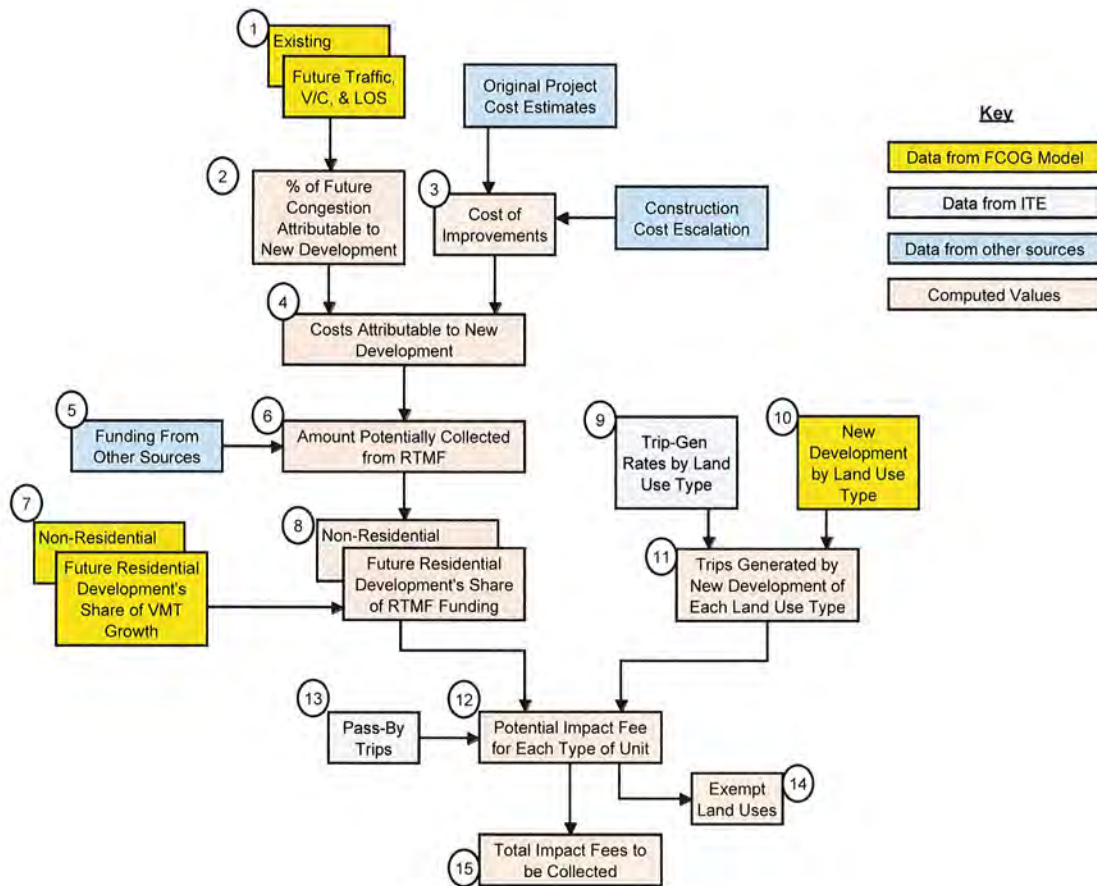 1
Existing
Future Traffic,
V/C, & LOS
Original Project
Cost Estimates
Key
Data from FCOG Model
Data from ITE
Data from other sources
Computed Values
2
% of Future
Congestion
Attributable to
New Development
3
Cost of
Improvements
Construction
Cost Escalation
4
Costs Attributable to New
Development
5
Funding From
Other Sources
6
Amount Potentially Collected
from RTMF
9
Trip-Gen
Rates by Land
Use Type
10
New
Development
by Land Use
Type
7
Non-Residential
Future Residential
Development's
Share of VMT
Growth
8
Non-Residential
Future Residential
Development's Share
of RTMF Funding
11
Trips Generated by
New Development of
Each Land Use Type
13
Pass-By
Trips
12
Potential Impact Fee
for Each Type of Unit
14
Exempt
Land Uses
15
Total Impact Fees to
be Collected